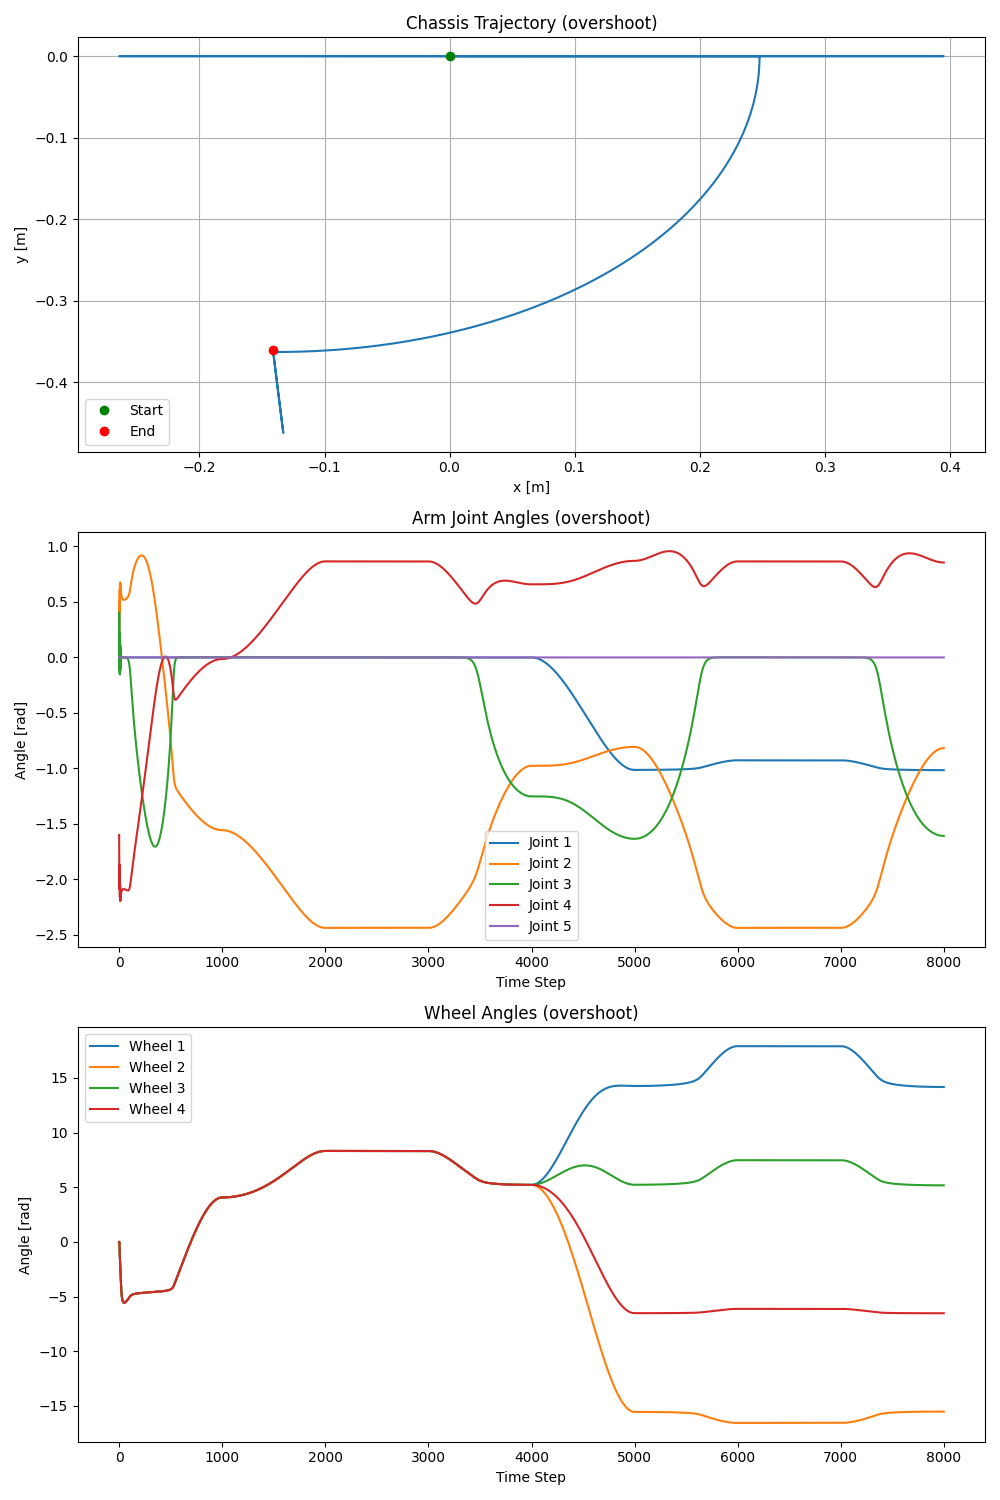 Chassis Trajectory (overshoot)
0.0
−0.1
−0.2
−0.3
−0.4
y [m]
Start
End
−0.2
−0.1
0.0
0.1
0.2
0.3
0.4
x [m]
Arm Joint Angles (overshoot)
1.0
0.5
0.0
−0.5
−1.0
−1.5
−2.0
−2.5
Angle [rad]
Joint 1
Joint 2
Joint 3
Joint 4
Joint 5
0
1000
2000
3000
4000
5000
6000
7000
8000
Time Step
Wheel Angles (overshoot)
Wheel 1
Wheel 2
Wheel 3
Wheel 4
15
10
5
0
−5
−10
−15
Angle [rad]
0
1000
2000
3000
4000
5000
6000
7000
8000
Time Step